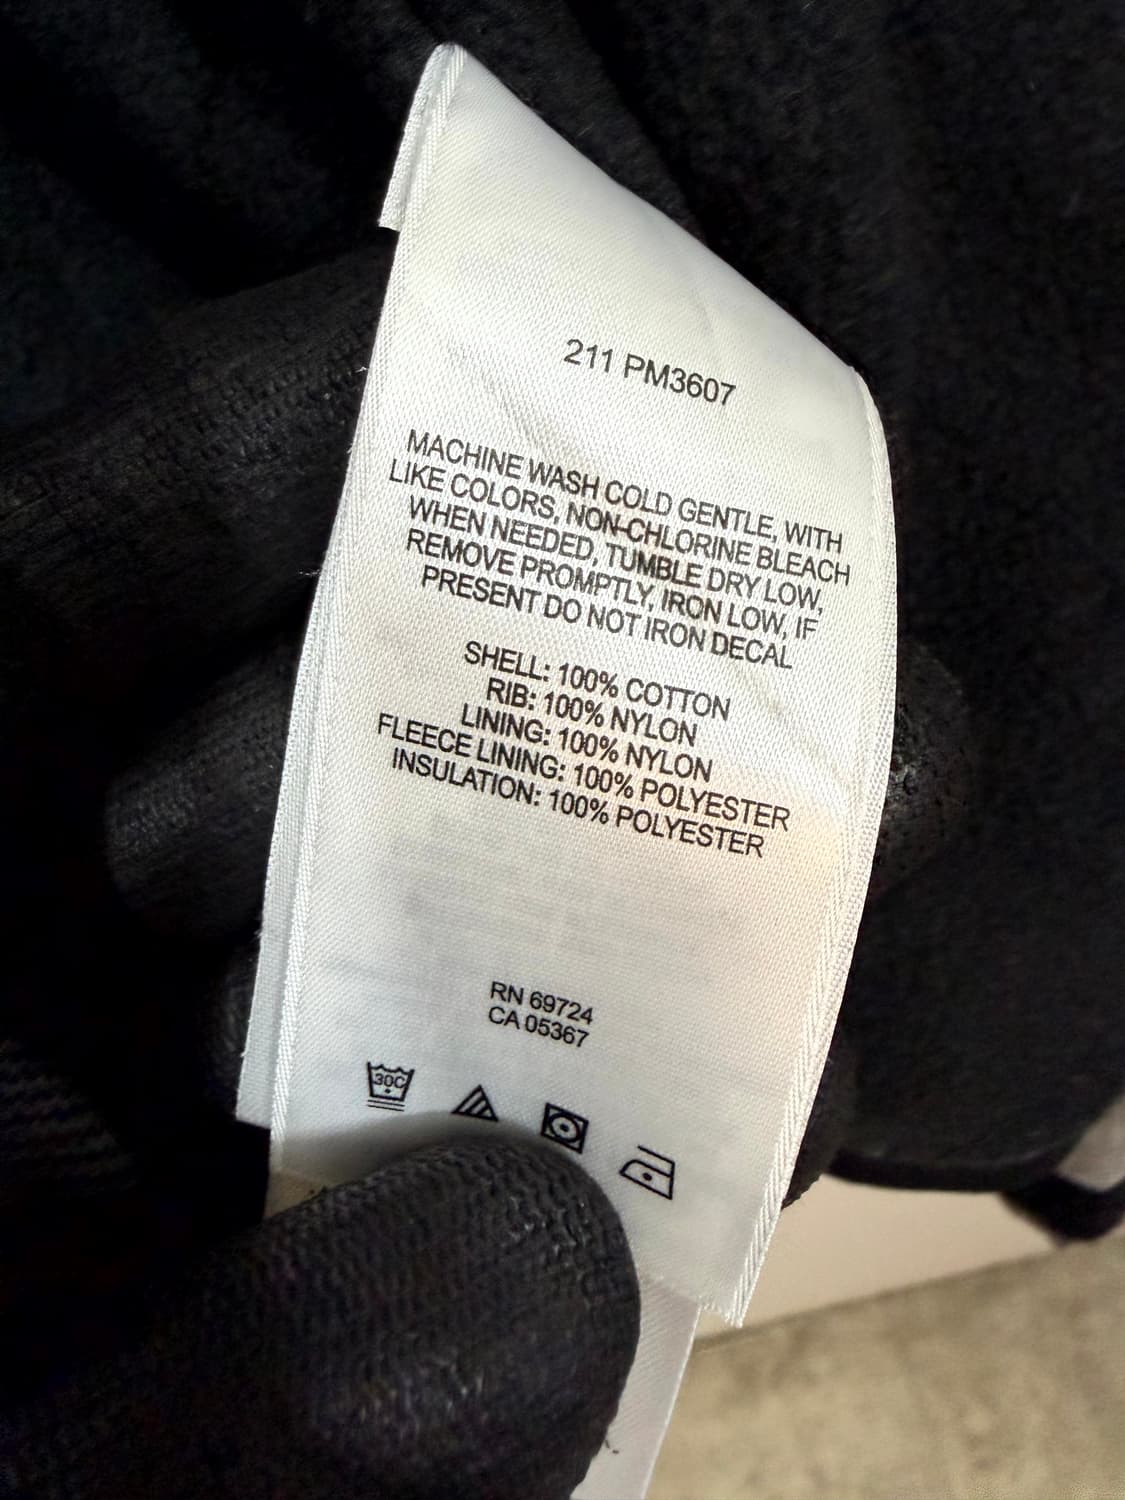 211 PM3607
MACHINE WASH COLD GENTLE, WITH
LIKE COLORS, NON-CHLORINE BLEACH
WHEN NEEDED, TUMBLE DRY LOW,
REMOVE PROMPTLY, IRON LOW, IF
PRESENT DO NOT IRON DECAL
SHELL: 100% COTTON
RIB: 100% NYLON
LINING: 100% NYLON
FLEECE LINING: 100% POLYESTER
INSULATION: 100% POLYESTER
RN 69724
CA 05367
30C